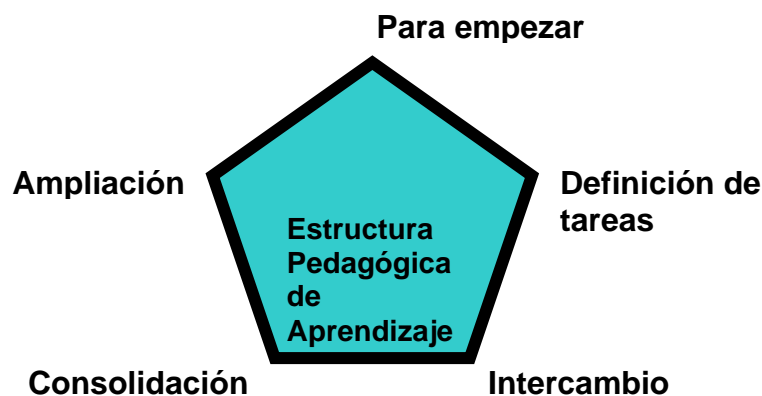 Para empezar
Ampliación
Definición de
tareas
Estructura
Pedagógica
de
Aprendizaje
Consolidación
Intercambio